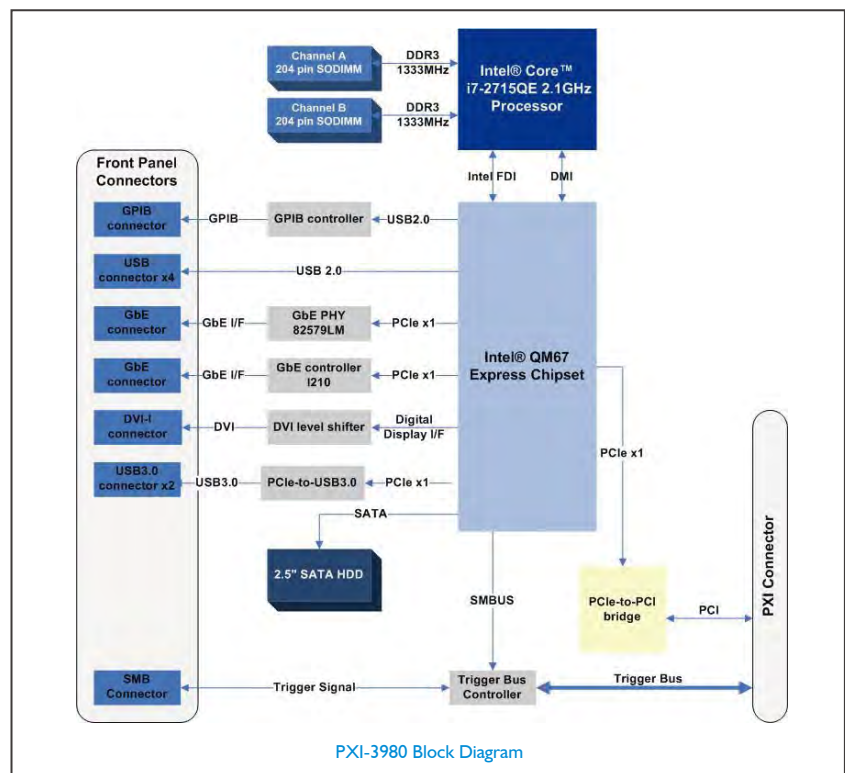 Channel A
204 pin SODIMM
DDR3
1333MHz
Intel® Core™
i7-2715QE 2.1GHz
Processor
Channel B
204 pin SODIMM
DDR3
1333MHz
Front Panel
Connectors
Intel FDI
DMI
GPIB
connector
GPIB
GPIB controller
USB2.0
USB
connector x4
USB 2.0
GbE
connector
GbE I/F
GbE PHY
82579LM
PCIe x1
GbE
connector
GbE I/F
GbE controller
I210
PCIe x1
Intel® QM67
Express Chipset
DVI-I
connector
DVI
DVI level shifter
Digital
Display I/F
USB3.0
connector x2
USB3.0
PCIe-to-USB3.0
PCIe x1
PCIe x1
SATA
2.5" SATA HDD
SMBUS
PCIe-to-PCI
bridge
PCI
PXI Connector
SMB
Connector
Trigger Signal
Trigger Bus
Controller
Trigger Bus
PXI-3980 Block Diagram